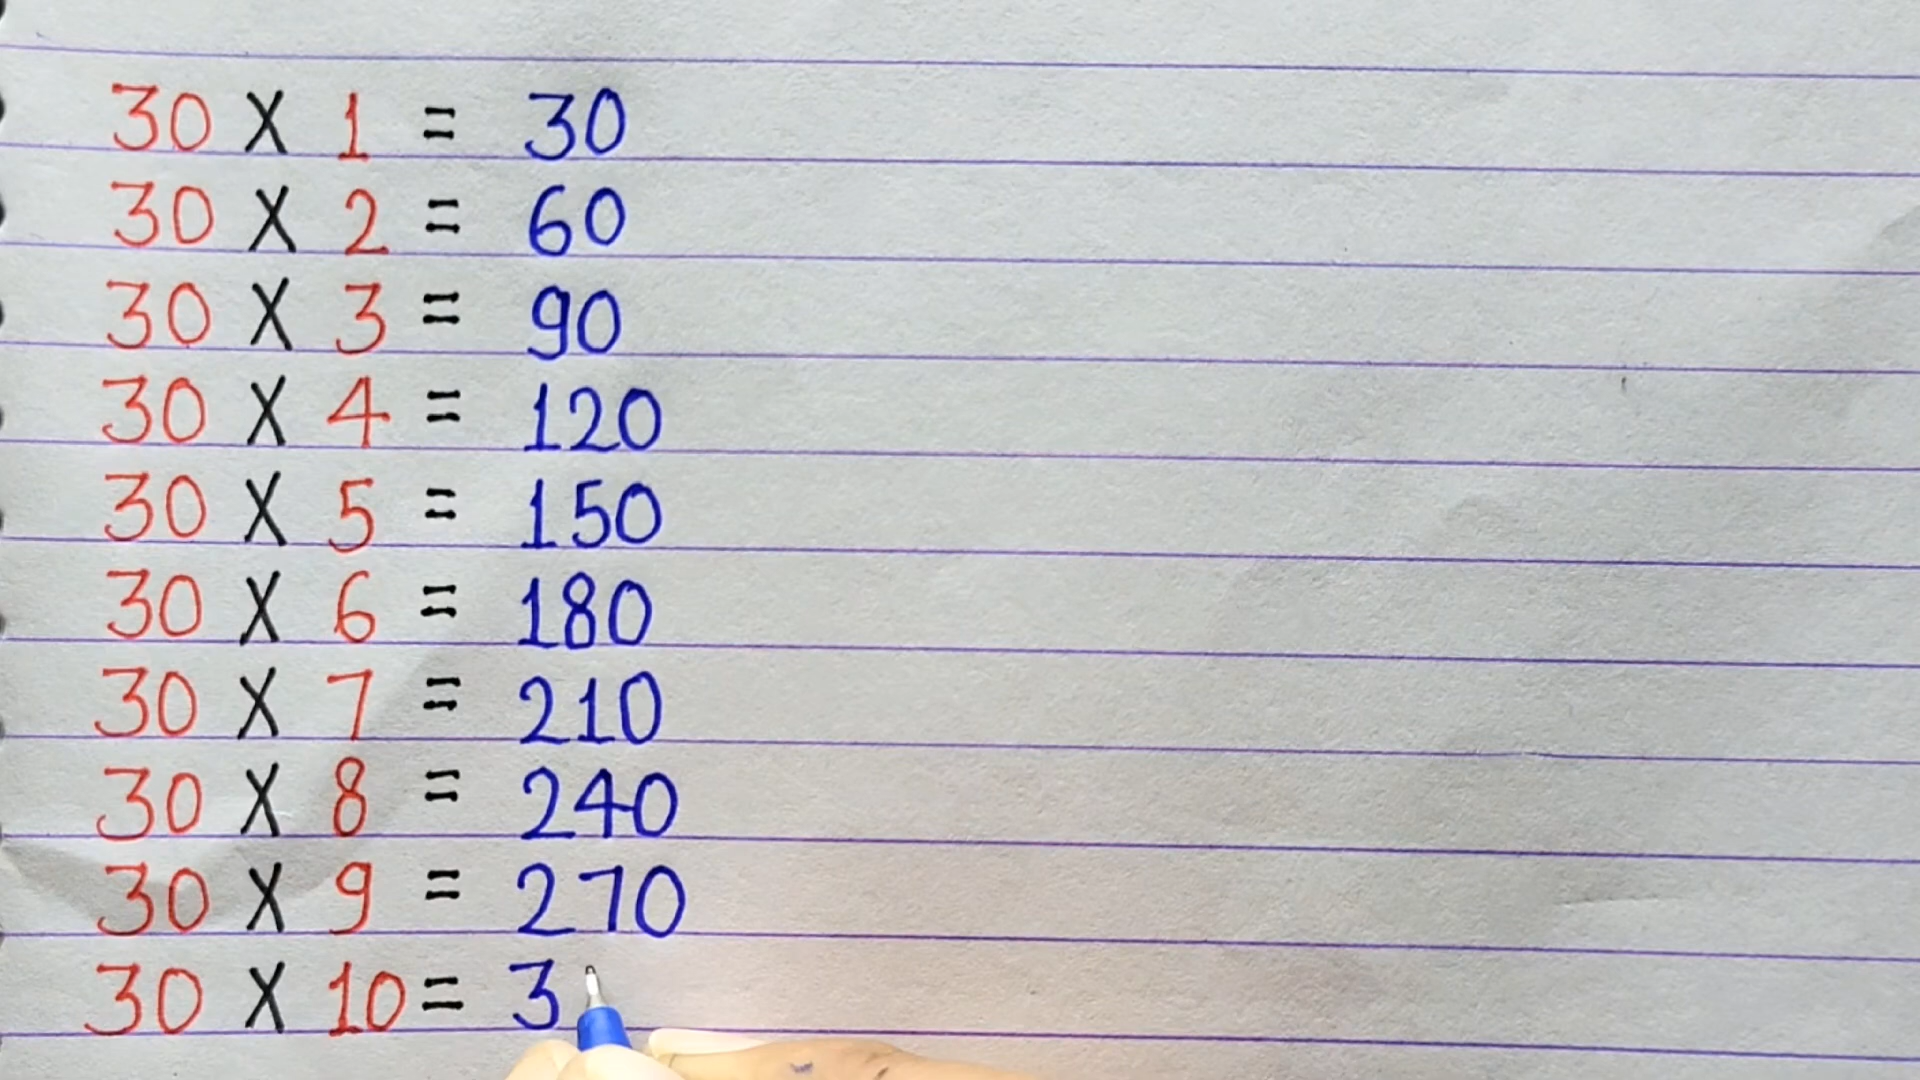 30 X 1 = 30
30 X 2 = 60
30 X 3 = 90
30 X 4 = 120
30 X 5 = 150
30 X 6 = 180
30 X 7 = 210
30 X 8 = 240
30 X 9 = 270
30 X 10 = 3